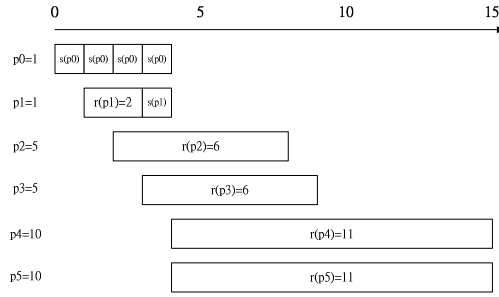 0 5 10 15
p0=1 s(p0) s(p0) s(p0) s(p0)
p1=1 r(p1)=2 s(p1)
p2=5 r(p2)=6
p3=5 r(p3)=6
p4=10 r(p4)=11
p5=10 r(p5)=11